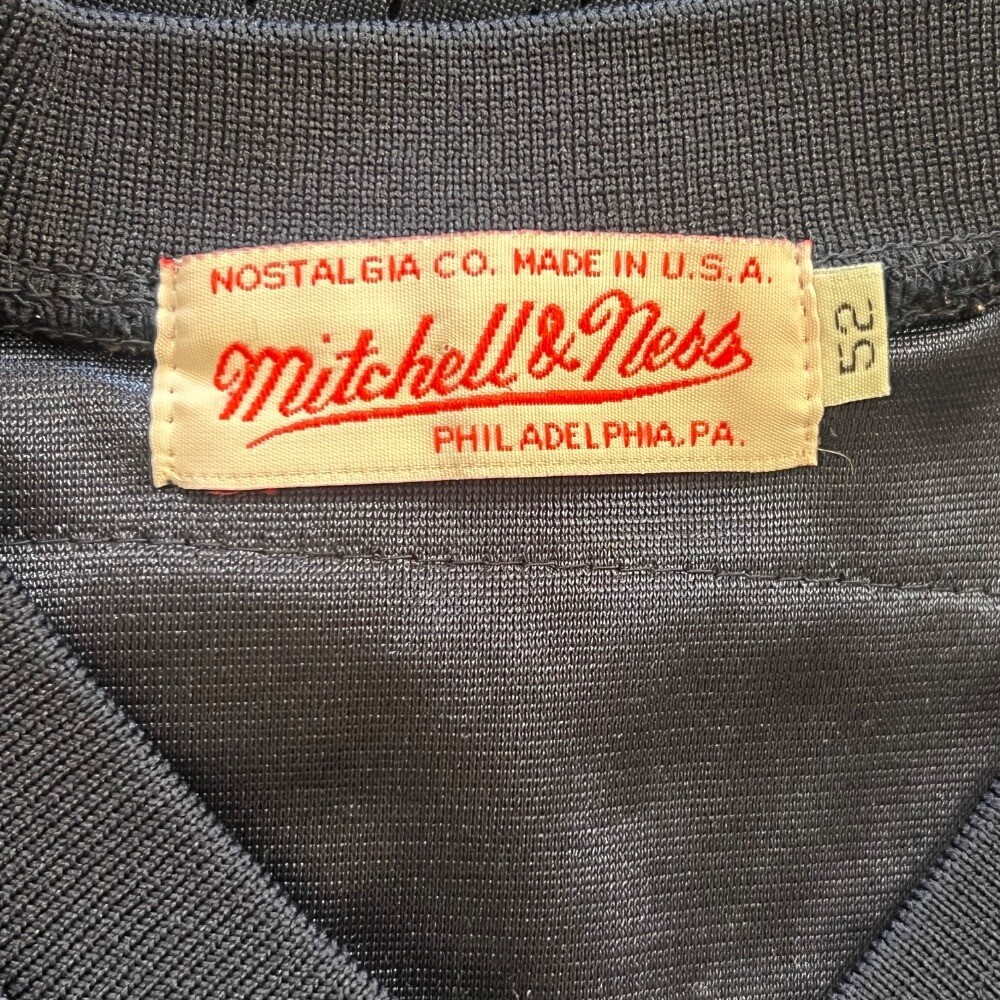 NOSTALGIA CO. MADE IN U.S.A.
Mitchell & Ness
PHILADELPHIA, PA.
52